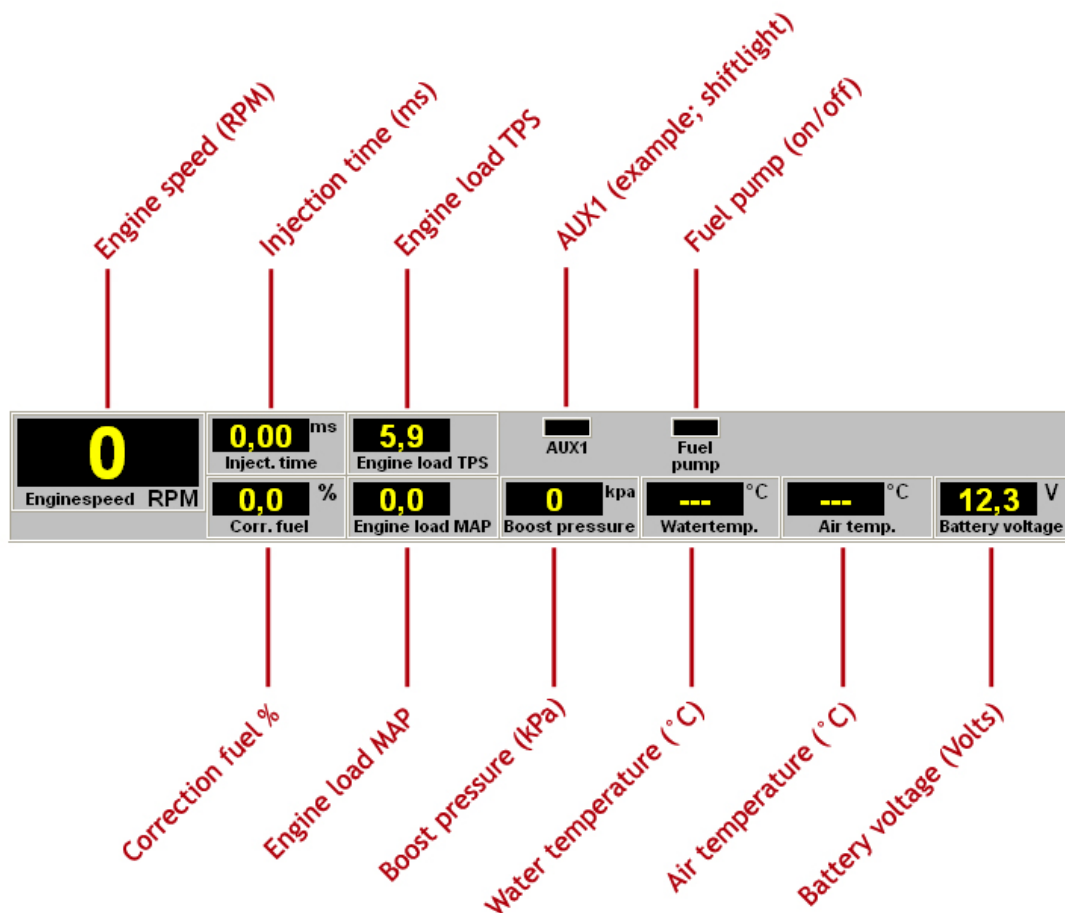 Engine speed (RPM)
Injection time (ms)
Engine load TPS
AUX1 (example; shiftlight)
Fuel pump (on/off)
0
Enginespeed RPM
0,00 ms
Inject. time
5,9
Engine load TPS
AUX1
Fuel
pump
0,0 %
Corr. fuel
0,0
Engine load MAP
0 kpa
Boost pressure
--- °C
Watertemp.
--- °C
Air temp.
12,3 V
Battery voltage
Correction fuel %
Engine load MAP
Boost pressure (kPa)
Water temperature (°C)
Air temperature (°C)
Battery voltage (Volts)